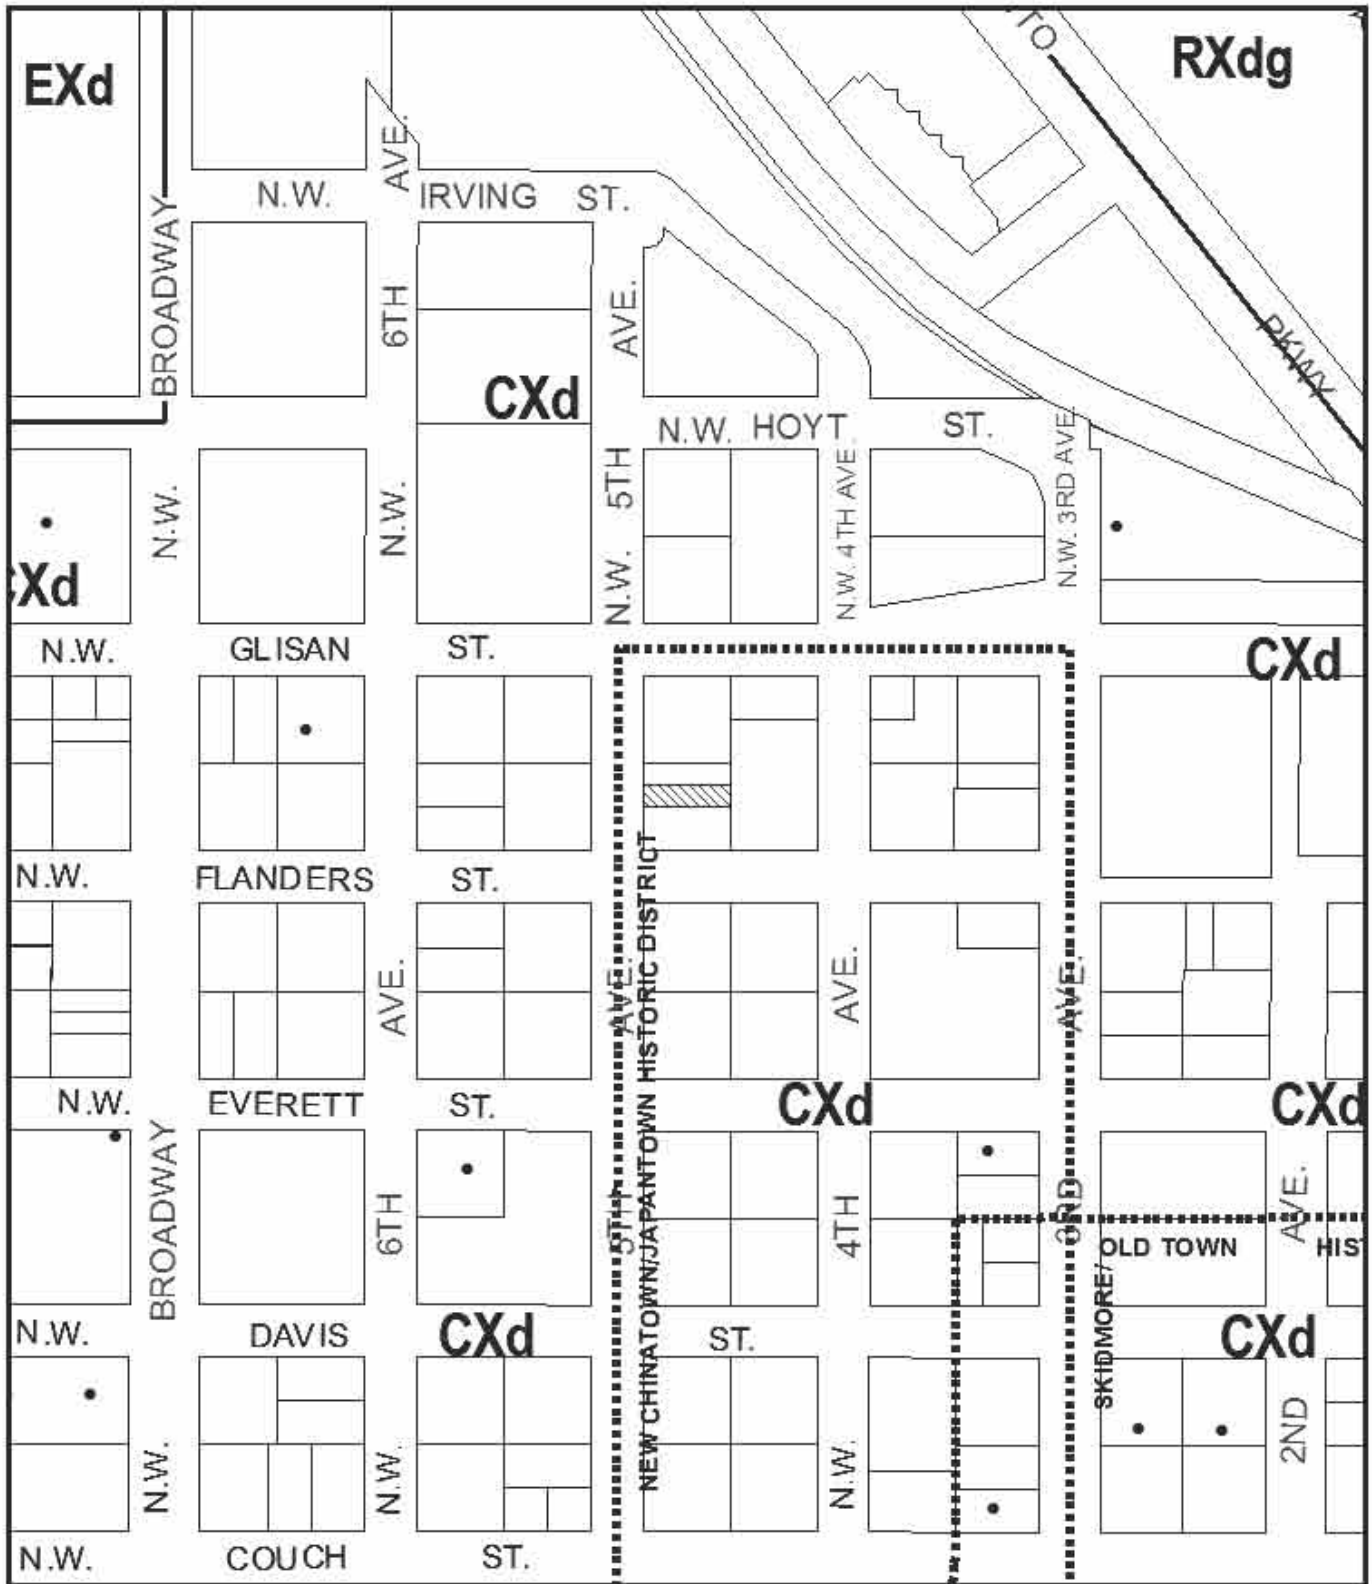 TO
EXd
RXdg
AVE.
N.W. IRVING ST.
BROADWAY
6TH
AVE.
PKWY
CXd
N.W. HOYT ST.
N.W.
N.W.
N.W. 5TH
N.W. 4TH AVE.
N.W. 3RD AVE.
CXd
N.W. GLISAN ST.
CXd
N.W. FLANDERS ST.
NEW CHINATOWN/JAPANTOWN HISTORIC DISTRICT
AVE.
AVE.
AVE.
AVE.
N.W. EVERETT ST.
CXd
CXd
BROADWAY
6TH
5TH
4TH
3RD
AVE.
OLD TOWN
HIST
SKIDMORE/
N.W. DAVIS ST.
CXd
CXd
N.W.
N.W.
N.W.
2ND
N.W. COUCH ST.